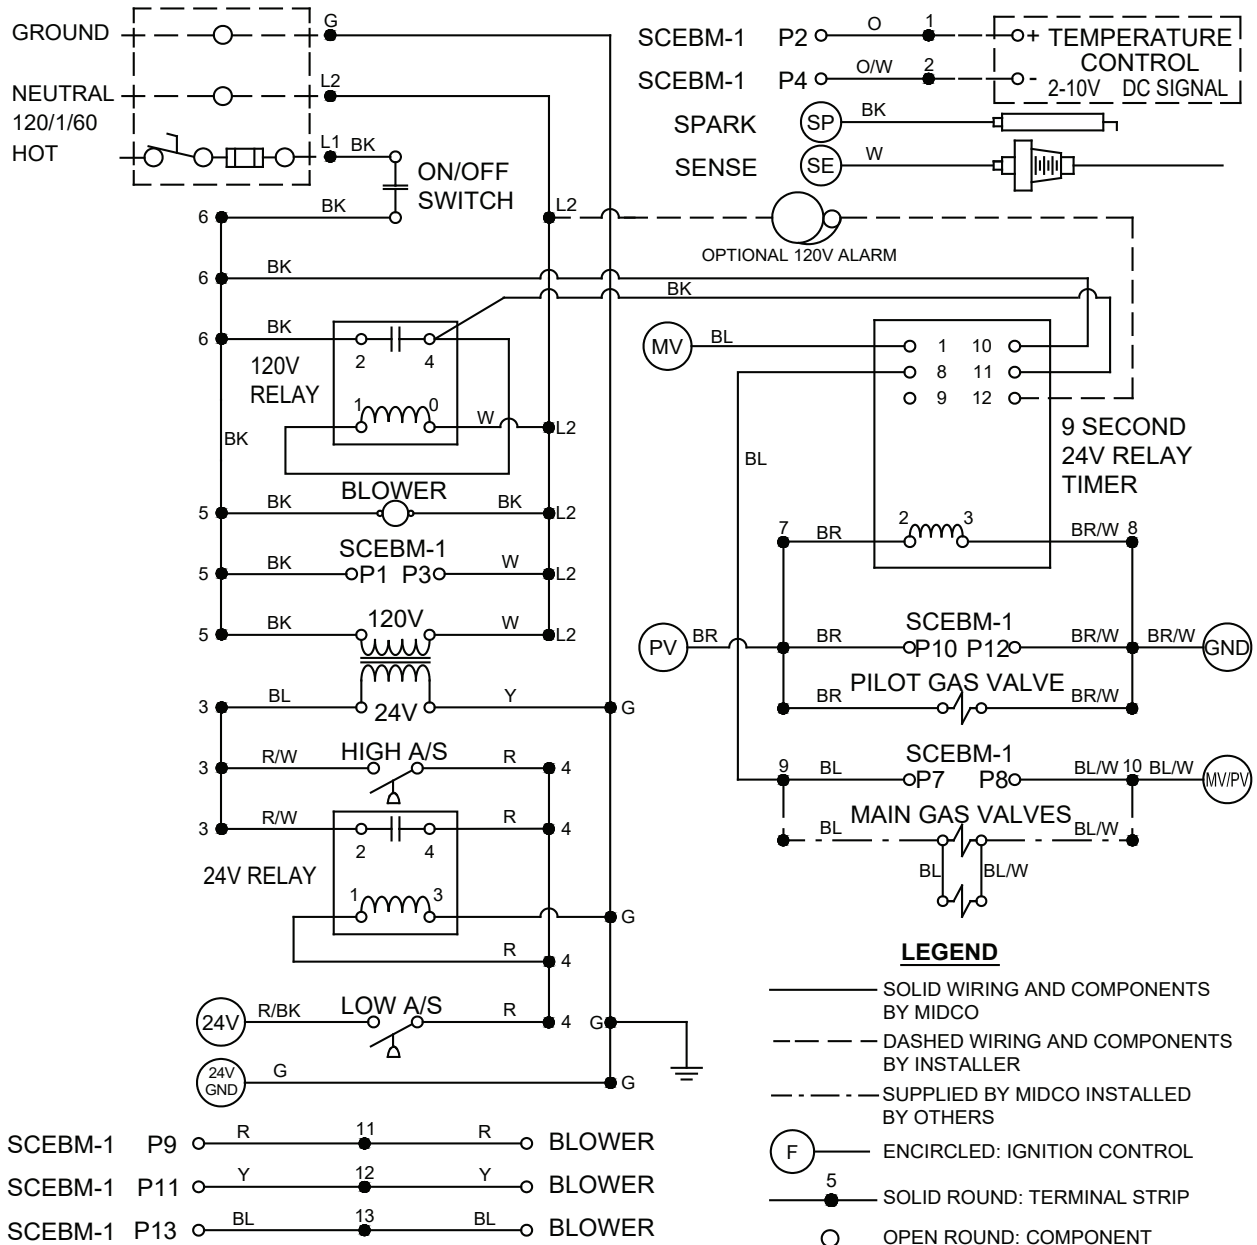 GROUND
G
NEUTRAL
L2
120/1/60
HOT
L1
BK
ON/OFF
SWITCH
6
BK
L2
SCEBM-1 P2
O
1
+ TEMPERATURE
CONTROL
SCEBM-1 P4
O/W
2
- 2-10V DC SIGNAL
SPARK
SP
BK
SENSE
SE
W
OPTIONAL 120V ALARM
6
BK
BK
6
BK
2
4
120V
RELAY
1
0
W
L2
BK
MV
BL
1
10
8
11
9
12
9 SECOND
24V RELAY
TIMER
BL
5
BK
BLOWER
BK
L2
SCEBM-1
5
BK
P1
P3
W
L2
5
BK
120V
W
L2
7
BR
2
3
BR/W
8
SCEBM-1
PV
BR
BR
P10
P12
BR/W
BR/W
GND
PILOT GAS VALVE
BR
BR/W
3
BL
24V
Y
G
3
R/W
HIGH A/S
R
4
SCEBM-1
9
BL
P7
P8
BL/W
10
BL/W
MV/PV
MAIN GAS VALVES
BL
BL/W
BL
BL/W
3
R/W
2
4
R
4
24V RELAY
1
3
G
R
4
24V
R/BK
LOW A/S
R
4
G
24V
GND
G
G
SCEBM-1 P9
R
11
R
BLOWER
SCEBM-1 P11
Y
12
Y
BLOWER
SCEBM-1 P13
BL
13
BL
BLOWER
LEGEND
SOLID WIRING AND COMPONENTS
BY MIDCO
DASHED WIRING AND COMPONENTS
BY INSTALLER
SUPPLIED BY MIDCO INSTALLED
BY OTHERS
F
ENCIRCLED: IGNITION CONTROL
5
SOLID ROUND: TERMINAL STRIP
OPEN ROUND: COMPONENT